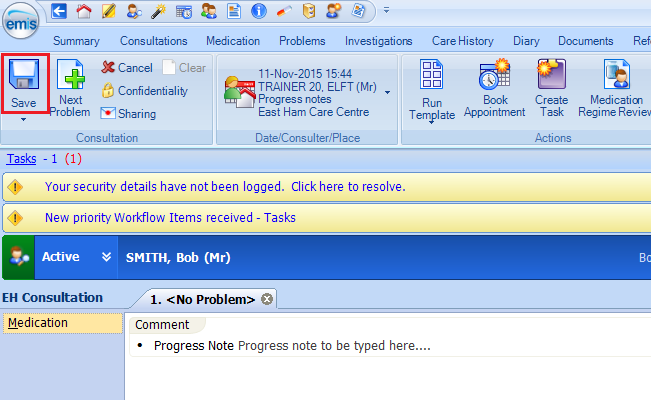 emis
Summary Consultations Medication Problems Investigations Care History Diary Documents Refe
Save
Next Problem
Cancel Clear
Confidentiality
Sharing
Consultation
11-Nov-2015 15:44
TRAINER 20, ELFT (Mr)
Progress notes
East Ham Care Centre
Date/Consulter/Place
Run Template
Book Appointment
Create Task
Medication Regime Review
Actions
Tasks - 1 (1)
Your security details have not been logged. Click here to resolve.
New priority Workflow Items received - Tasks
Active SMITH, Bob (Mr) Bo
EH Consultation 1. <No Problem>
Medication
Comment
• Progress Note Progress note to be typed here....